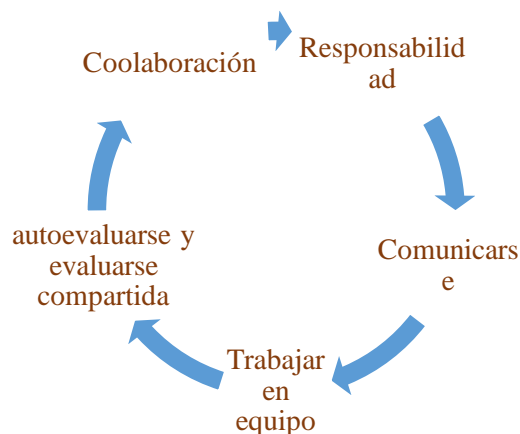 Coolaboración
Responsabilid
ad
Comunicars
e
Trabajar
en
equipo
autoevaluarse y
evaluarse
compartida